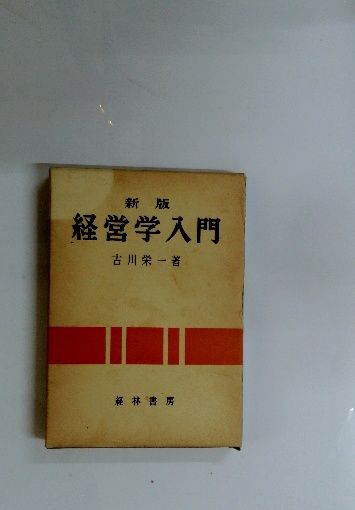 新版
経営学入門
古川栄一著
経林書房